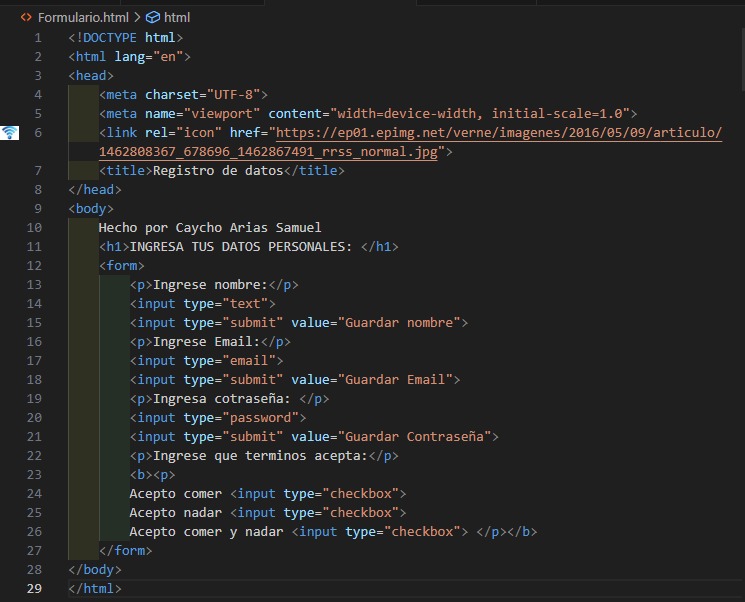 Formulario.html > html
1 <!DOCTYPE html>
2 <html lang="en">
3 <head>
4 <meta charset="UTF-8">
5 <meta name="viewport" content="width=device-width, initial-scale=1.0">
6 <link rel="icon" href="https://ep01.epimg.net/verne/imagenes/2016/05/09/articulo/
1462808367_678696_1462867491_rrss_normal.jpg">
7 <title>Registro de datos</title>
8 </head>
9 <body>
10 Hecho por Caycho Arias Samuel
11 <h1>INGRESA TUS DATOS PERSONALES: </h1>
12 <form>
13 <p>Ingrese nombre:</p>
14 <input type="text">
15 <input type="submit" value="Guardar nombre">
16 <p>Ingrese Email:</p>
17 <input type="email">
18 <input type="submit" value="Guardar Email">
19 <p>Ingresa cotraseña: </p>
20 <input type="password">
21 <input type="submit" value="Guardar Contraseña">
22 <p>Ingrese que terminos acepta:</p>
23 <b><p>
24 Acepto comer <input type="checkbox">
25 Acepto nadar <input type="checkbox">
26 Acepto comer y nadar <input type="checkbox"> </p></b>
27 </form>
28 </body>
29 </html>